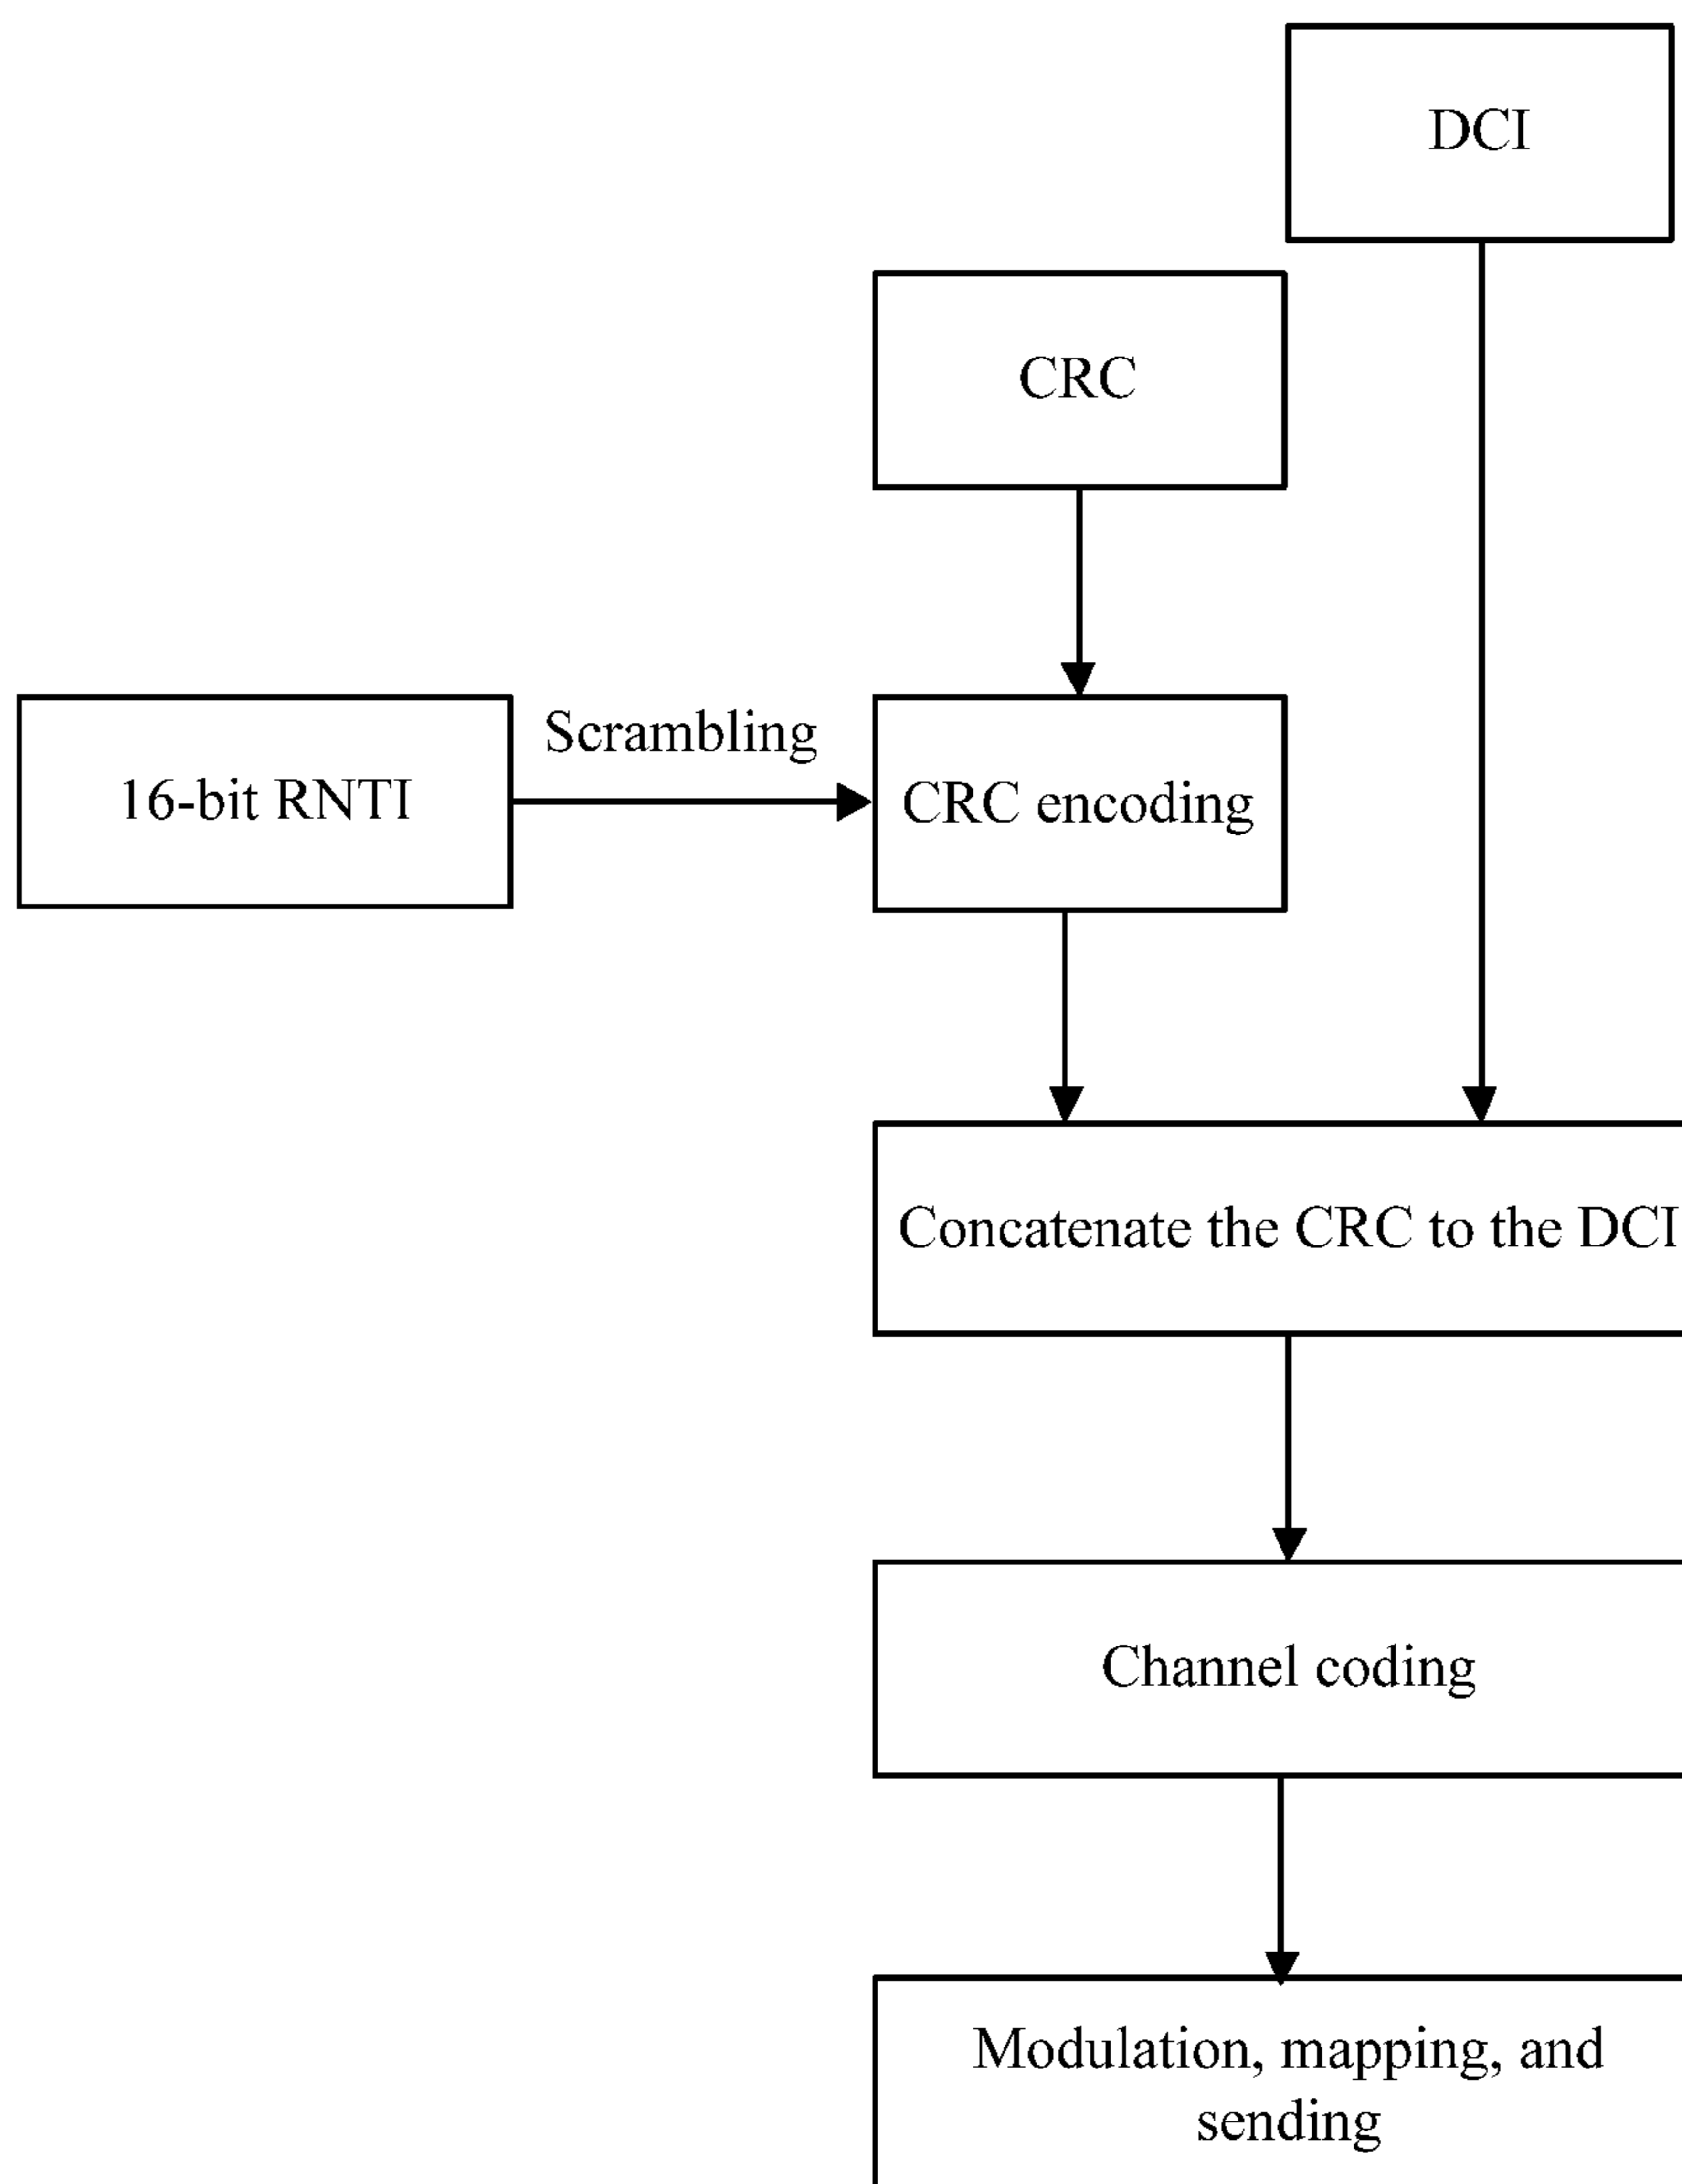 DCI
CRC
Scrambling
16-bit RNTI
CRC encoding
Concatenate the CRC to the DCI
Channel coding
Modulation, mapping, and
sending